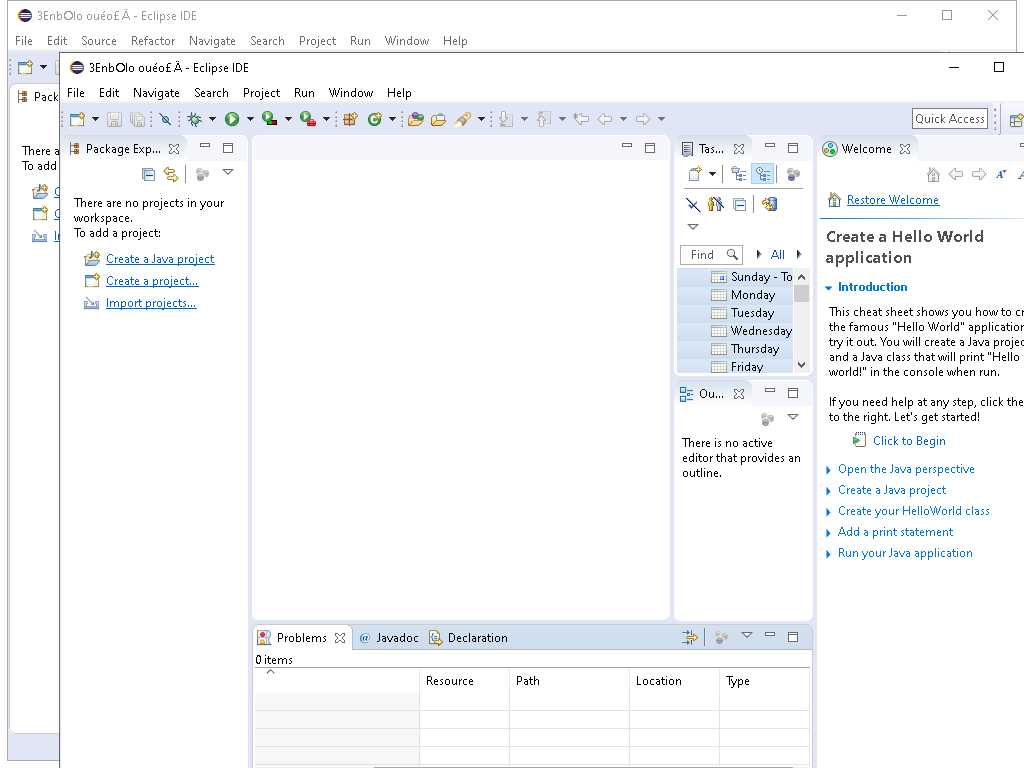 3EnbOlo ouéo£ Ä - Eclipse IDE
File Edit Source Refactor Navigate Search Project Run Window Help
Pack
There a
To add
3EnbOlo ouéo£ Ä - Eclipse IDE
File Edit Navigate Search Project Run Window Help
Quick Access
Package Exp...
There are no projects in your
workspace.
To add a project:
Create a Java project
Create a project...
Import projects...
Tas...
Find All
Sunday - To
Monday
Tuesday
Wednesday
Thursday
Friday
Ou...
There is no active
editor that provides an
outline.
Welcome
Restore Welcome
Create a Hello World
application
Introduction
This cheat sheet shows you how to cr
the famous "Hello World" application
try it out. You will create a Java projec
and a Java class that will print "Hello
world!" in the console when run.
If you need help at any step, click the
to the right. Let's get started!
Click to Begin
Open the Java perspective
Create a Java project
Create your HelloWorld class
Add a print statement
Run your Java application
Problems @ Javadoc Declaration
0 items
Resource Path Location Type